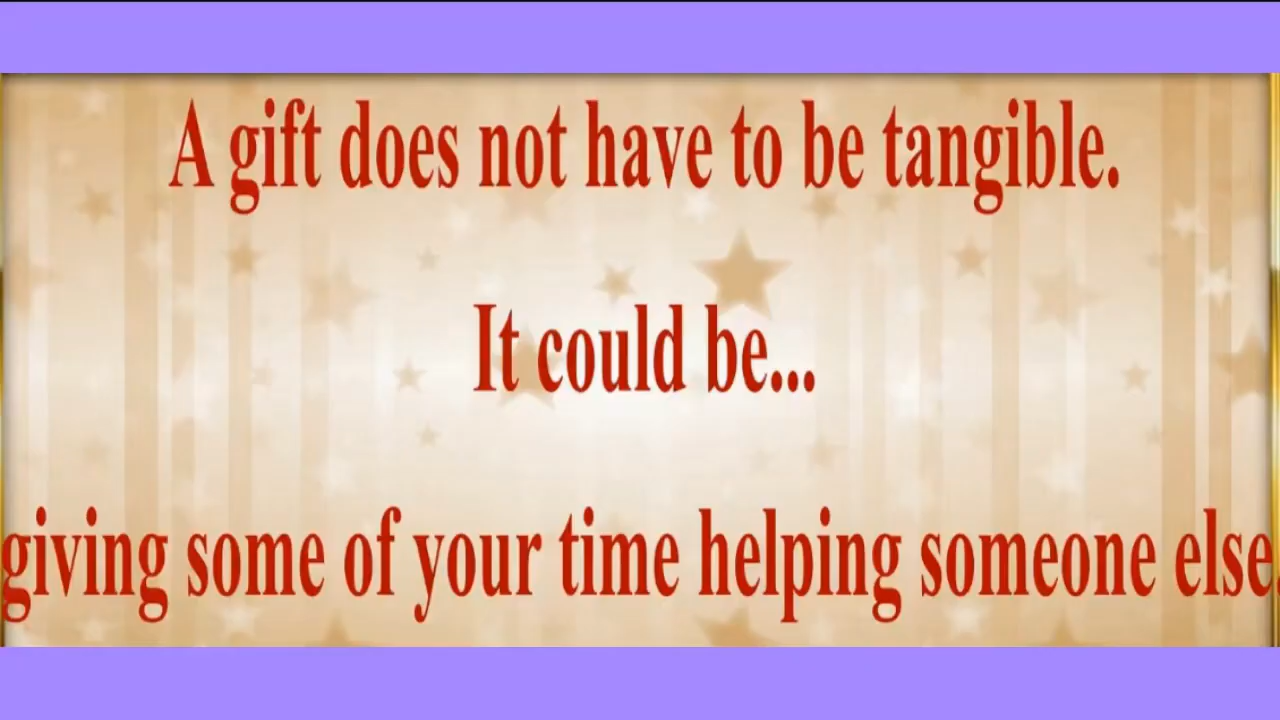 A gift does not have to be tangible.
It could be...
giving some of your time helping someone else.